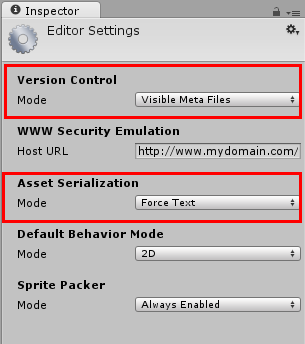 Inspector
Editor Settings
Version Control
Mode Visible Meta Files
WWW Security Emulation
Host URL http://www.mydomain.com/
Asset Serialization
Mode Force Text
Default Behavior Mode
Mode 2D
Sprite Packer
Mode Always Enabled